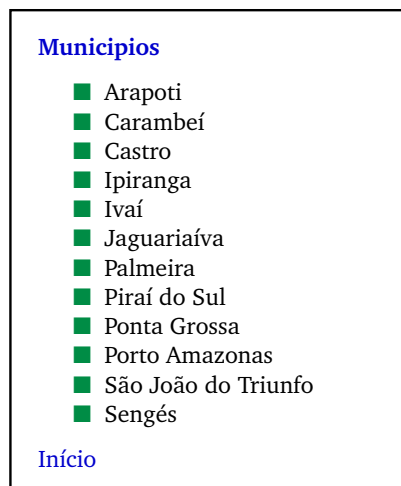 Municipios
Arapoti
Carambeí
Castro
Ipiranga
Ivaí
Jaguariaíva
Palmeira
Piraí do Sul
Ponta Grossa
Porto Amazonas
São João do Triunfo
Sengés
Início